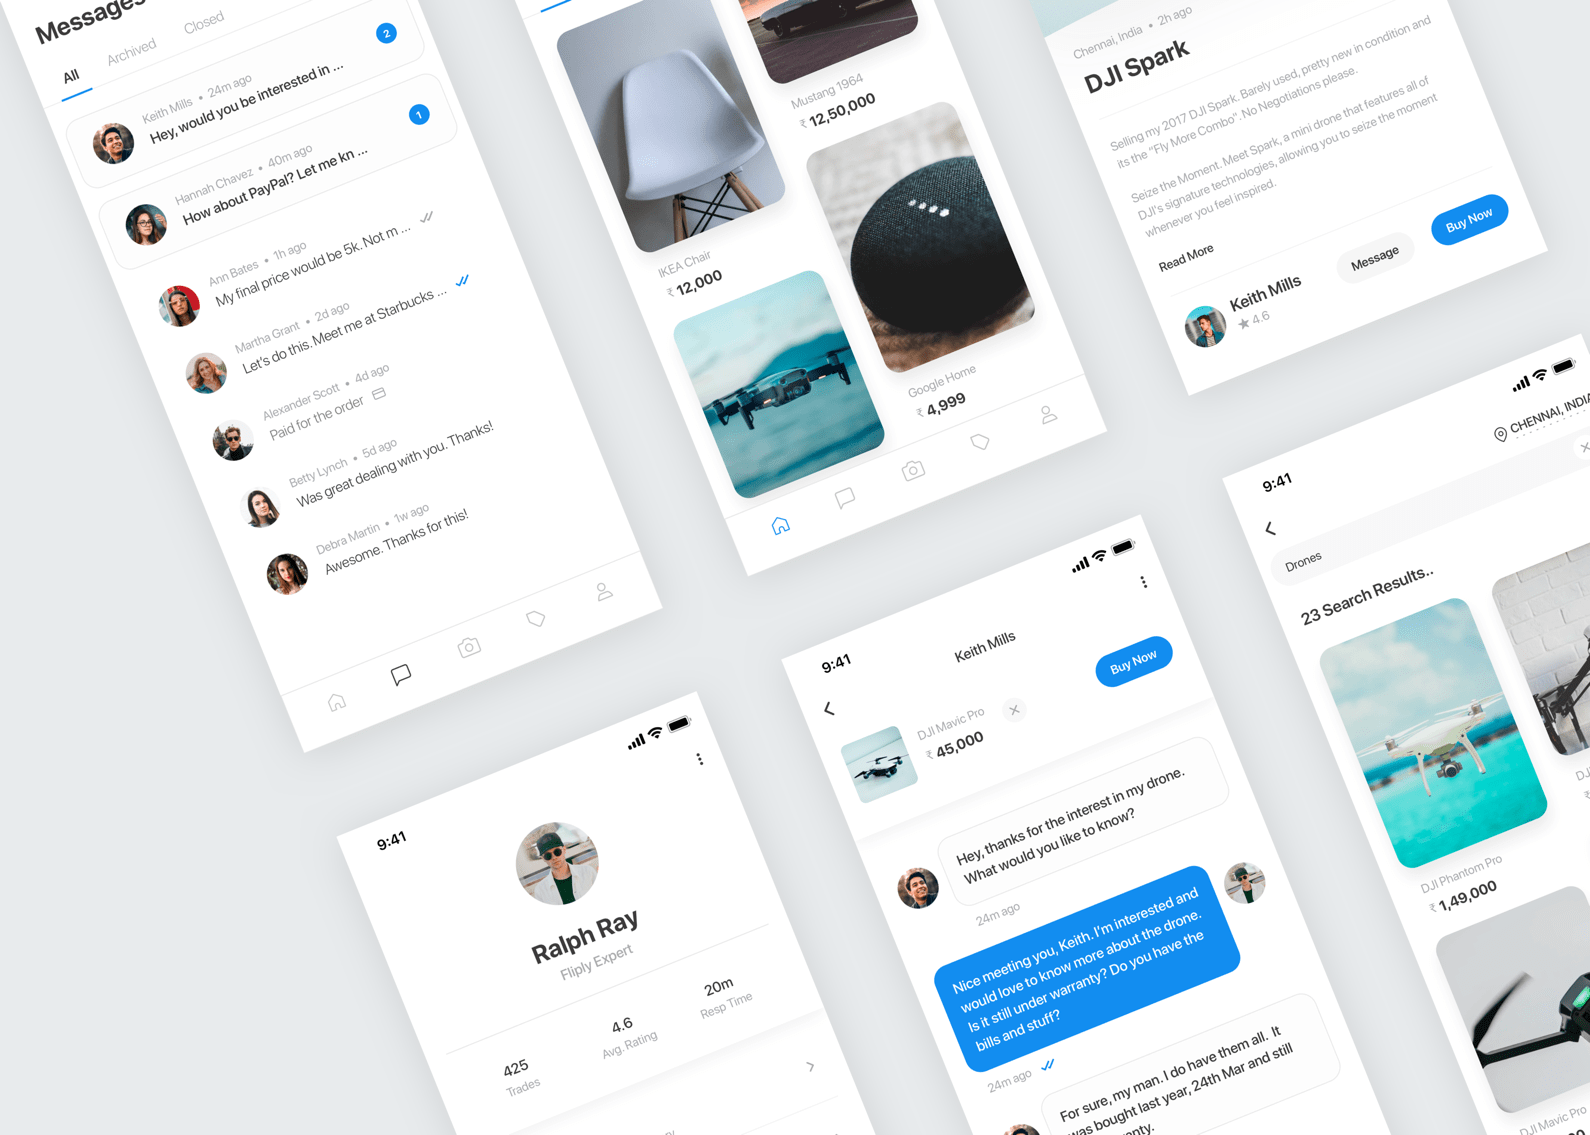 Messages
All
Archived
Closed
Keith Mills • 24m ago
Hey, would you be interested in ...
2
Hannah Chavez • 40m ago
How about PayPal? Let me kn ...
1
Ann Bates • 1h ago
My final price would be 5k. Not m ...
Martha Grant • 2d ago
Let's do this. Meet me at Starbucks ...
Alexander Scott • 4d ago
Paid for the order
Betty Lynch • 5d ago
Was great dealing with you. Thanks!
Debra Martin • 1w ago
Awesome. Thanks for this!
Mustang 1964
₹ 12,50,000
IKEA Chair
₹ 12,000
Google Home
₹ 4,999
Chennai, India • 2h ago
DJI Spark
Selling my 2017 DJI Spark. Barely used, pretty new in condition and
its the "Fly More Combo". No Negotiations please.
Seize the Moment. Meet Spark, a mini drone that features all of
DJI's signature technologies, allowing you to seize the moment
whenever you feel inspired.
Read More
Keith Mills
4.6
Message
Buy Now
9:41
CHENNAI, INDIA
Drones
23 Search Results..
DJI Phantom Pro
₹ 1,49,000
DJI Mavic Pro
9:41
Keith Mills
DJI Mavic Pro
₹ 45,000
Buy Now
Hey, thanks for the interest in my drone.
What would you like to know?
24m ago
Nice meeting you, Keith. I'm interested and
would love to know more about the drone.
Is it still under warranty? Do you have the
bills and stuff?
24m ago
For sure, my man. I do have them all. It
was bought last year, 24th Mar and still
9:41
Ralph Ray
Fliply Expert
425
Trades
4.6
Avg. Rating
20m
Resp Time